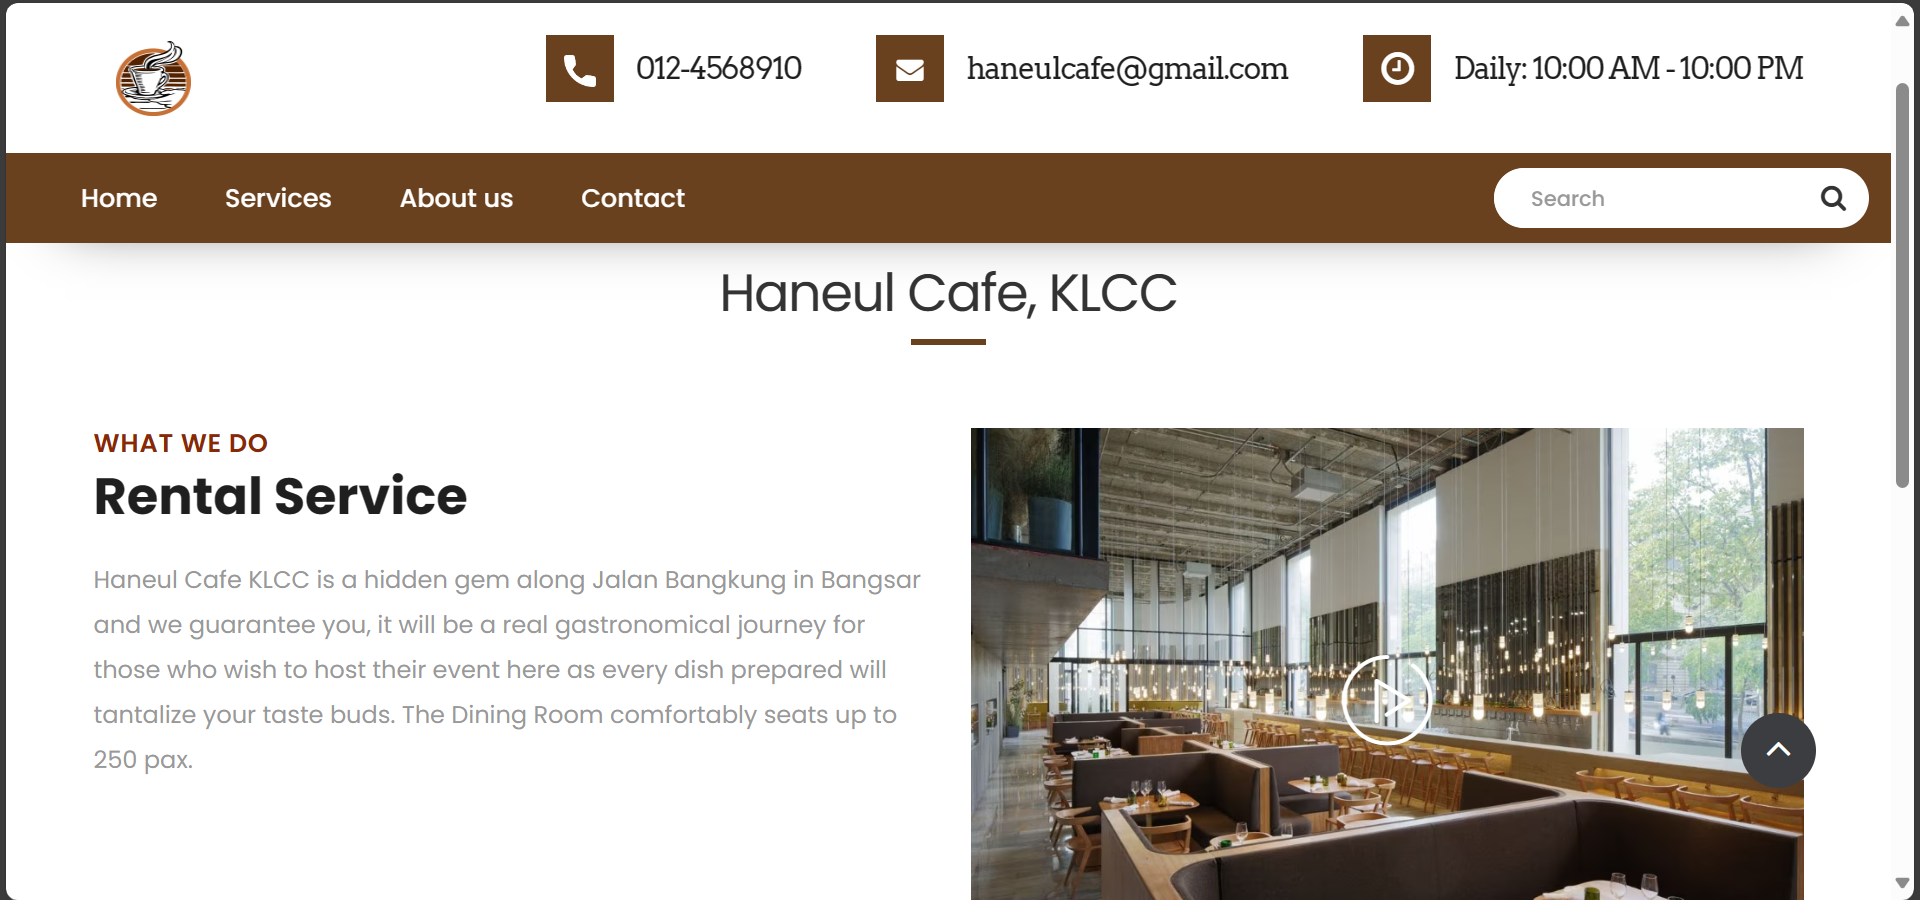 012-4568910
haneulcafe@gmail.com
Daily: 10:00 AM - 10:00 PM
Home
Services
About us
Contact
Search
Haneul Cafe, KLCC
WHAT WE DO
Rental Service
Haneul Cafe KLCC is a hidden gem along Jalan Bangkung in Bangsar
and we guarantee you, it will be a real gastronomical journey for
those who wish to host their event here as every dish prepared will
tantalize your taste buds. The Dining Room comfortably seats up to
250 pax.